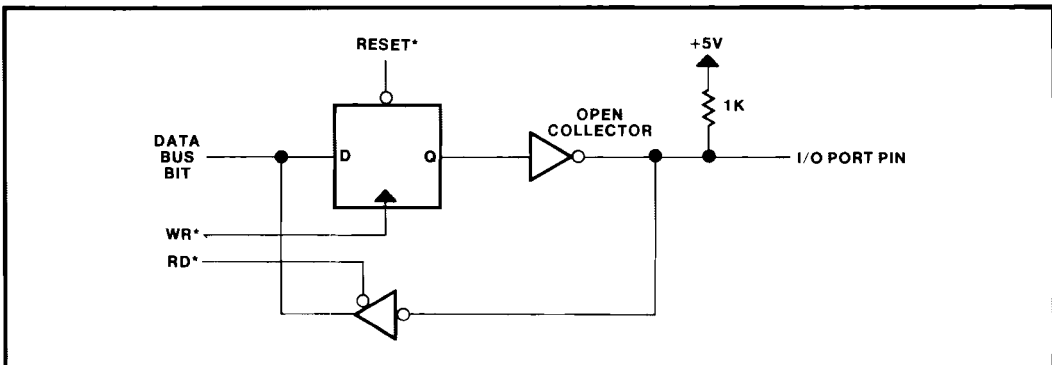 RESET*
+5V
1K
OPEN
COLLECTOR
DATA
BUS
BIT
D
Q
I/O PORT PIN
WR*
RD*